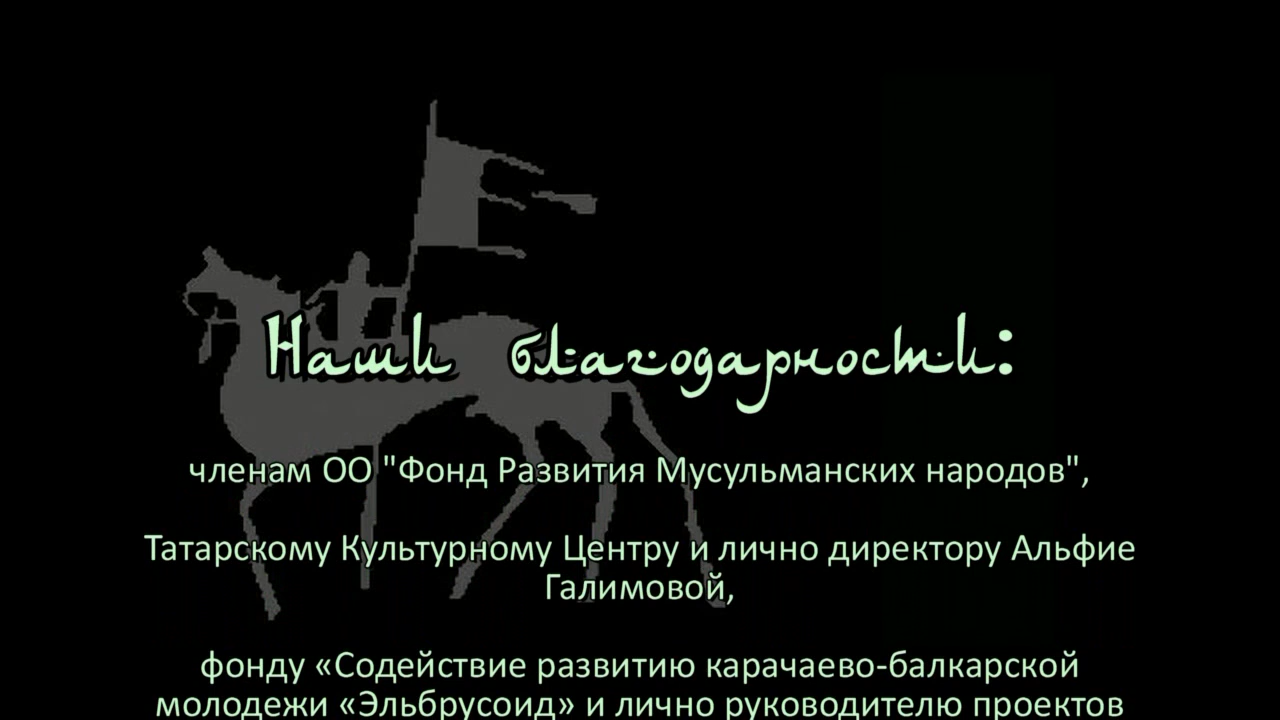 Наши благодарности:
членам ОО "Фонд Развития Мусульманских народов",
Татарскому Культурному Центру и лично директору Альфие
Галимовой,
фонду «Содействие развитию карачаево-балкарской
молодежи «Эльбрусоид» и лично руководителю проектов